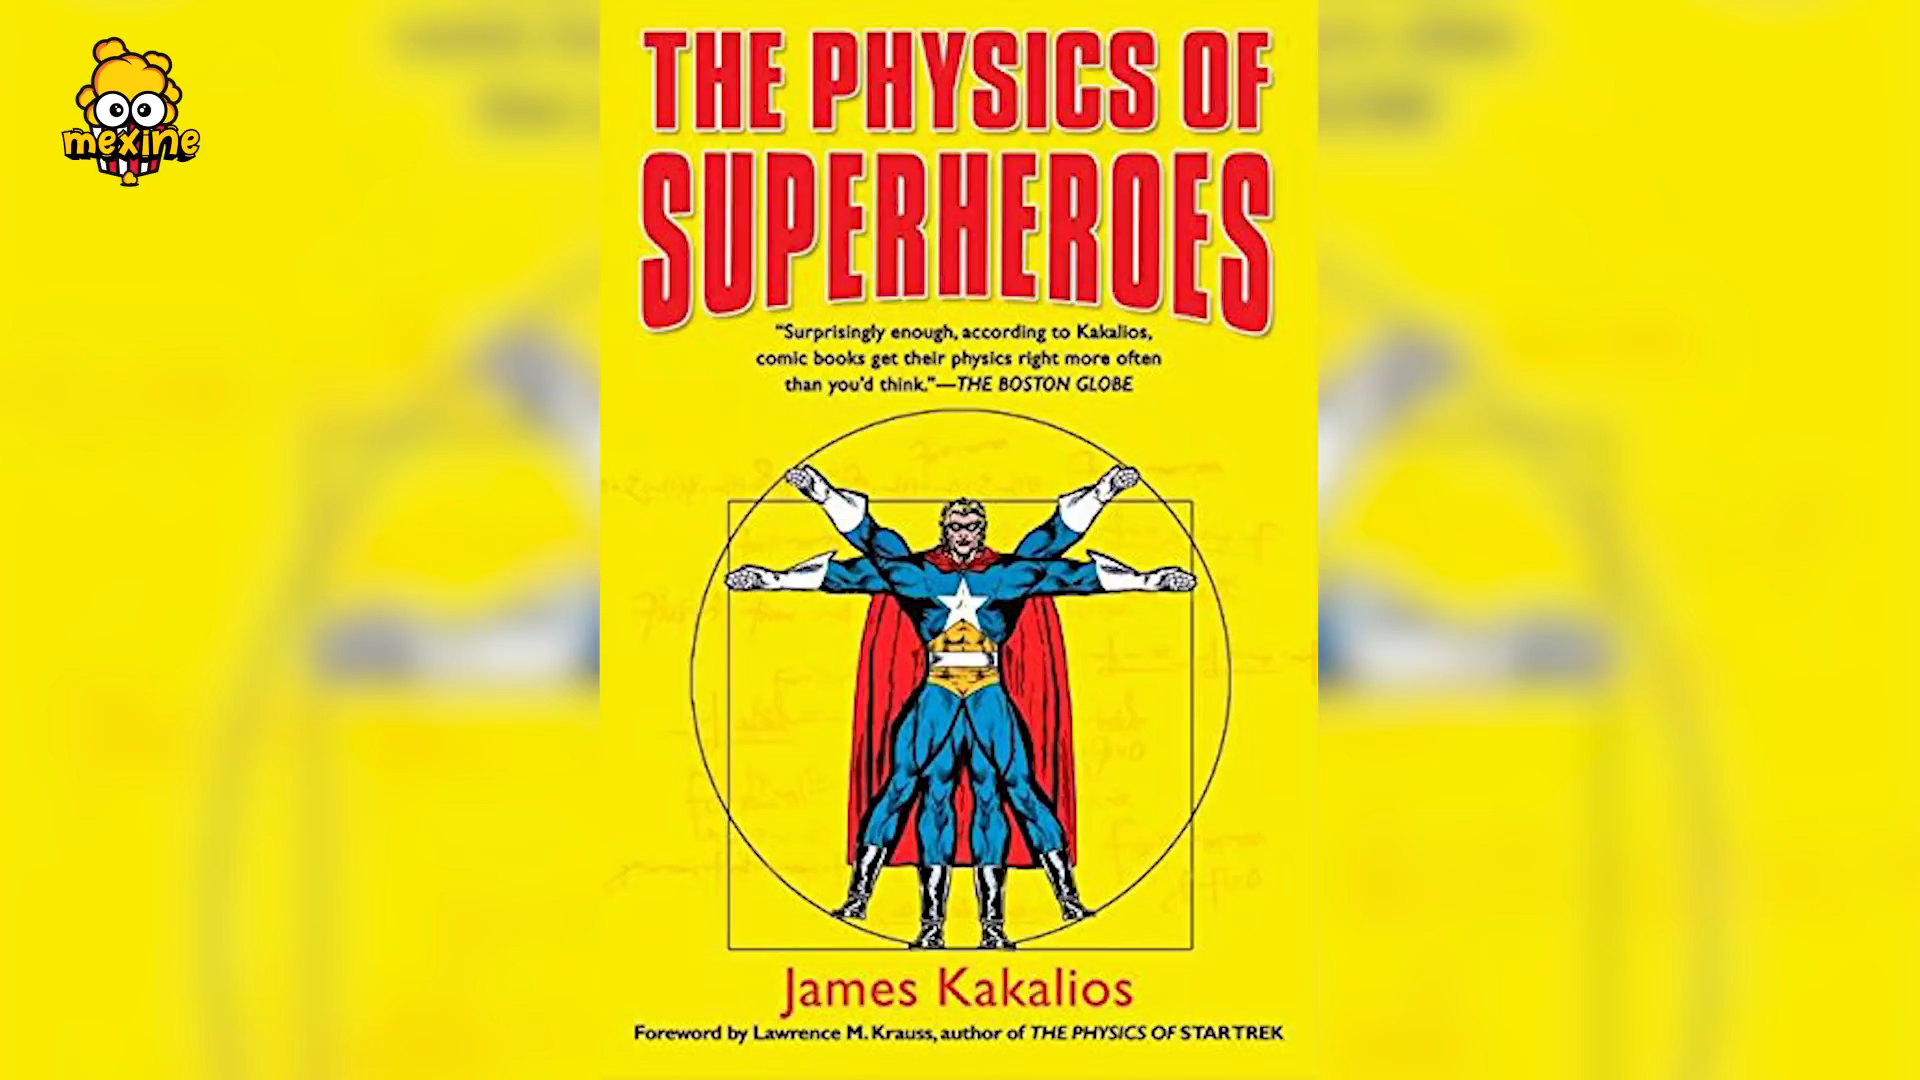 mexine
THE PHYSICS OF
SUPERHEROES
“Surprisingly enough, according to Kakalios,
comic books get their physics right more often
than you’d think.”—THE BOSTON GLOBE
James Kakalios
Foreword by Lawrence M. Krauss, author of THE PHYSICS OF STAR TREK